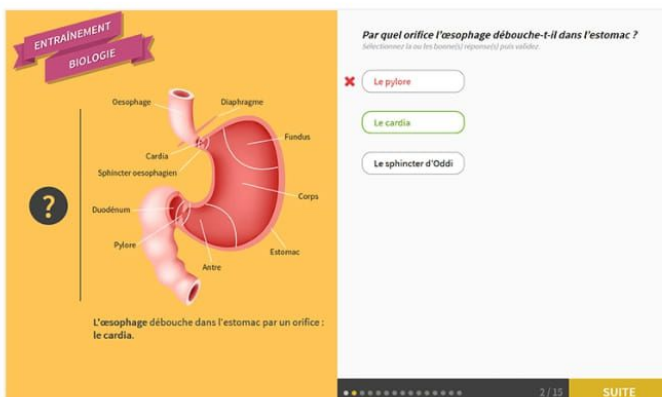 ENTRAÎNEMENT
BIOLOGIE
Oesophage
Diaphragme
Fundus
Cardia
Sphincter oesophagien
Corps
?
Duodénum
Pylore
Antre
Estomac
L'œsophage débouche dans l'estomac par un orifice :
le cardia.
Par quel orifice l'œsophage débouche-t-il dans l'estomac ?
Sélectionnez la ou les bonne(s) réponse(s) puis validez.
Le pylore
Le cardia
Le sphincter d'Oddi
2 / 15
SUITE